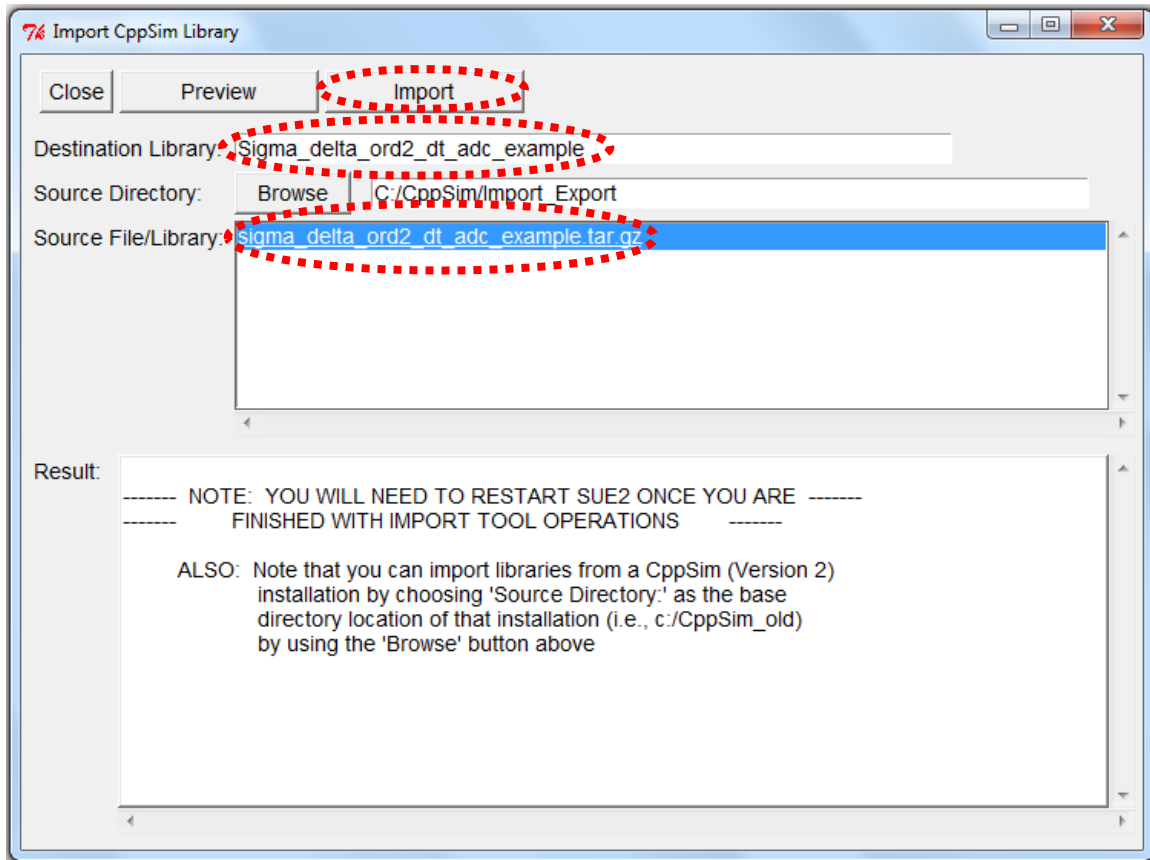 Import CppSim Library
Close Preview Import
Destination Library: Sigma_delta_ord2_dt_adc_example
Source Directory: Browse C:/CppSim/Import_Export
Source File/Library: sigma_delta_ord2_dt_adc_example.tar.gz
Result:
------- NOTE: YOU WILL NEED TO RESTART SUE2 ONCE YOU ARE -------
------- FINISHED WITH IMPORT TOOL OPERATIONS -------
ALSO: Note that you can import libraries from a CppSim (Version 2)
installation by choosing 'Source Directory:' as the base
directory location of that installation (i.e., c:/CppSim_old)
by using the 'Browse' button above